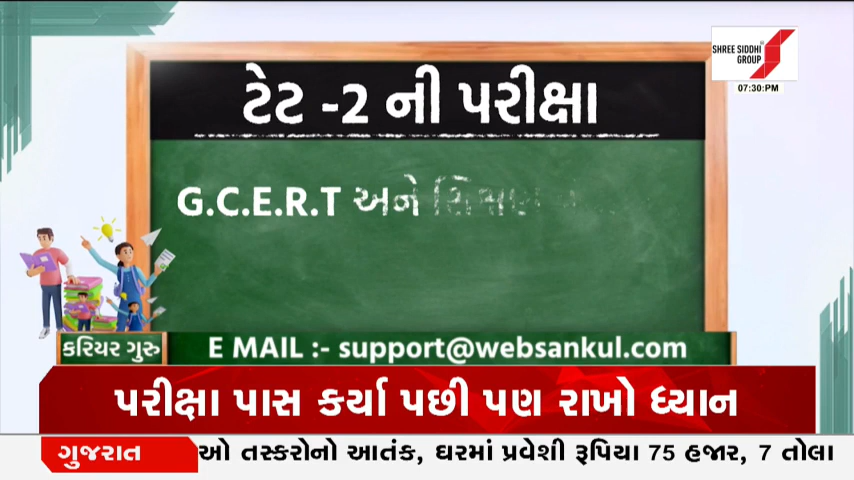 SHREE SIDDHI
GROUP
07:30:PM
ટેટ -2 ની પરીક્ષા
G.C.E.R.T અને
કરિયર ગુરુ
E MAIL :- support@websankul.com
પરીક્ષા પાસ કર્યા પછી પણ રાખો ધ્યાન
ગુજરાત
ઓ તસ્કરોનો આતંક, ઘરમાં પ્રવેશી રૂપિયા 75 હજાર, 7 તોલા